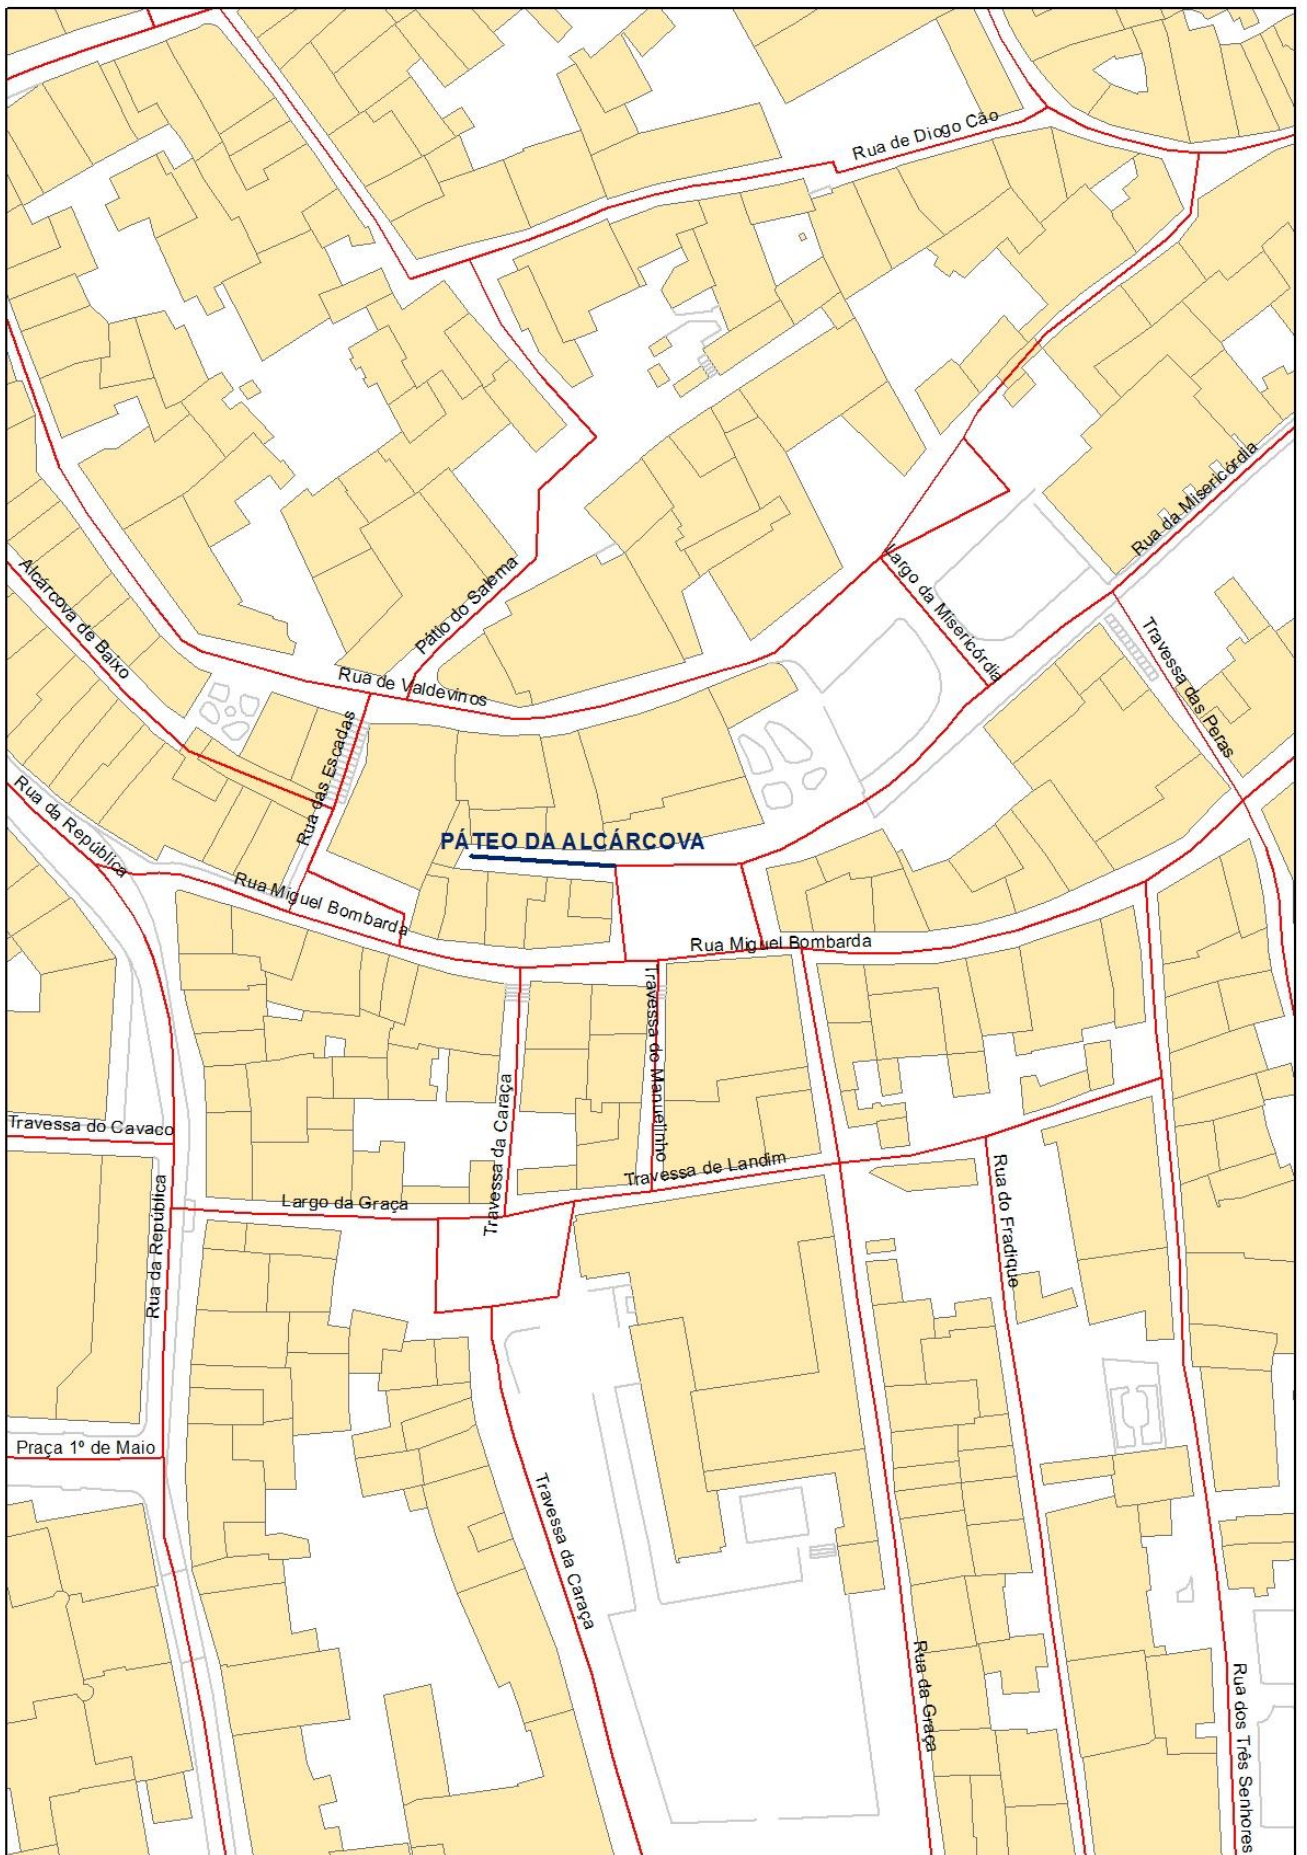 Rua de Diogo Cão
Rua da Misericórdia
Alcárcova de Baixo
Pátio do Salema
Largo da Misericórdia
Travessa das Peras
Rua de Valdevinos
Rua das Escadas
Rua da República
PÁTEO DA ALCÁRCOVA
Rua Miguel Bombarda
Rua Miguel Bombarda
Travessa do Manuelinho
Travessa da Caraça
Travessa do Cavaco
Travessa de Landim
Largo da Graça
Rua da República
Rua do Fradique
Praça 1º de Maio
Travessa da Caraça
Rua da Graça
Rua dos Três Senhores